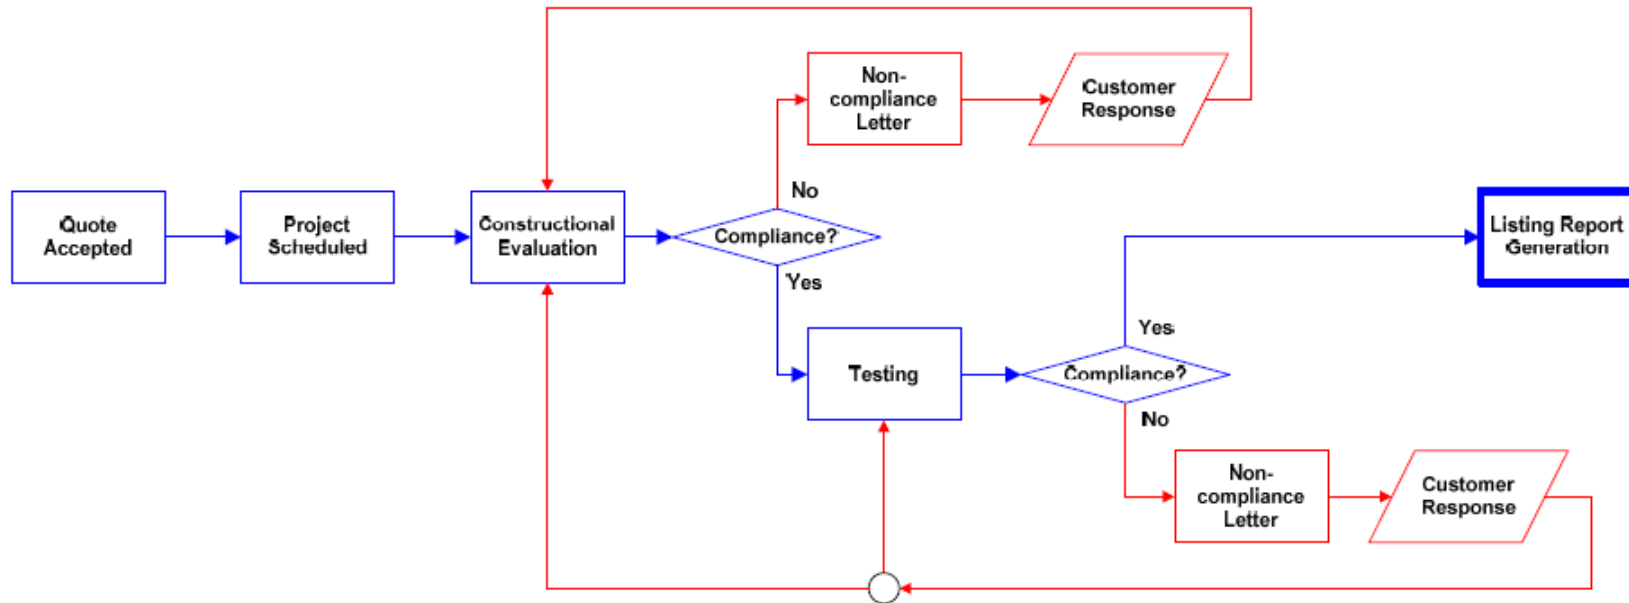 Non-
compliance
Letter
Customer
Response
No
Quote
Accepted
Project
Scheduled
Constructional
Evaluation
Compliance?
Listing Report
Generation
Yes
Yes
Testing
Compliance?
No
Non-
compliance
Letter
Customer
Response